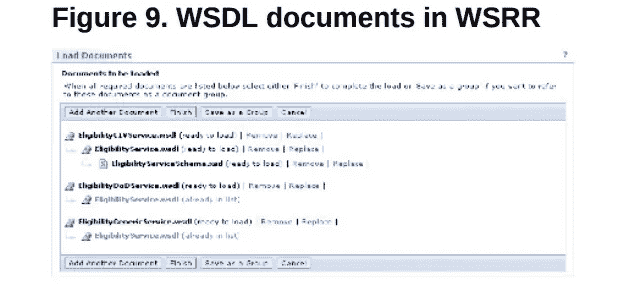 Figure 9. WSDL documents in WSRR
Load Documents ?
Documents to be loaded
When all required documents are listed below select either 'Finish' to complete the load or Save as a group if you want to refer
to those documents as a document group.
Add Another Document Finish Save as a Group Cancel
EligibilityCIVService.wsdl (ready to load) | Remove | Replace |
EligibilityService.wsdl (ready to load) | Remove | Replace |
EligibilityServiceSchema.xsd (ready to load) | Remove | Replace
EligibilityDoDService.wsdl (ready to load) | Remove | Replace |
EligibilityService.wsdl (already in list)
EligibilityGenericService.wsdl (ready to load) | Remove | Replace |
EligibilityService.wsdl (already in list)
Add Another Document Finish Save as a Group Cancel